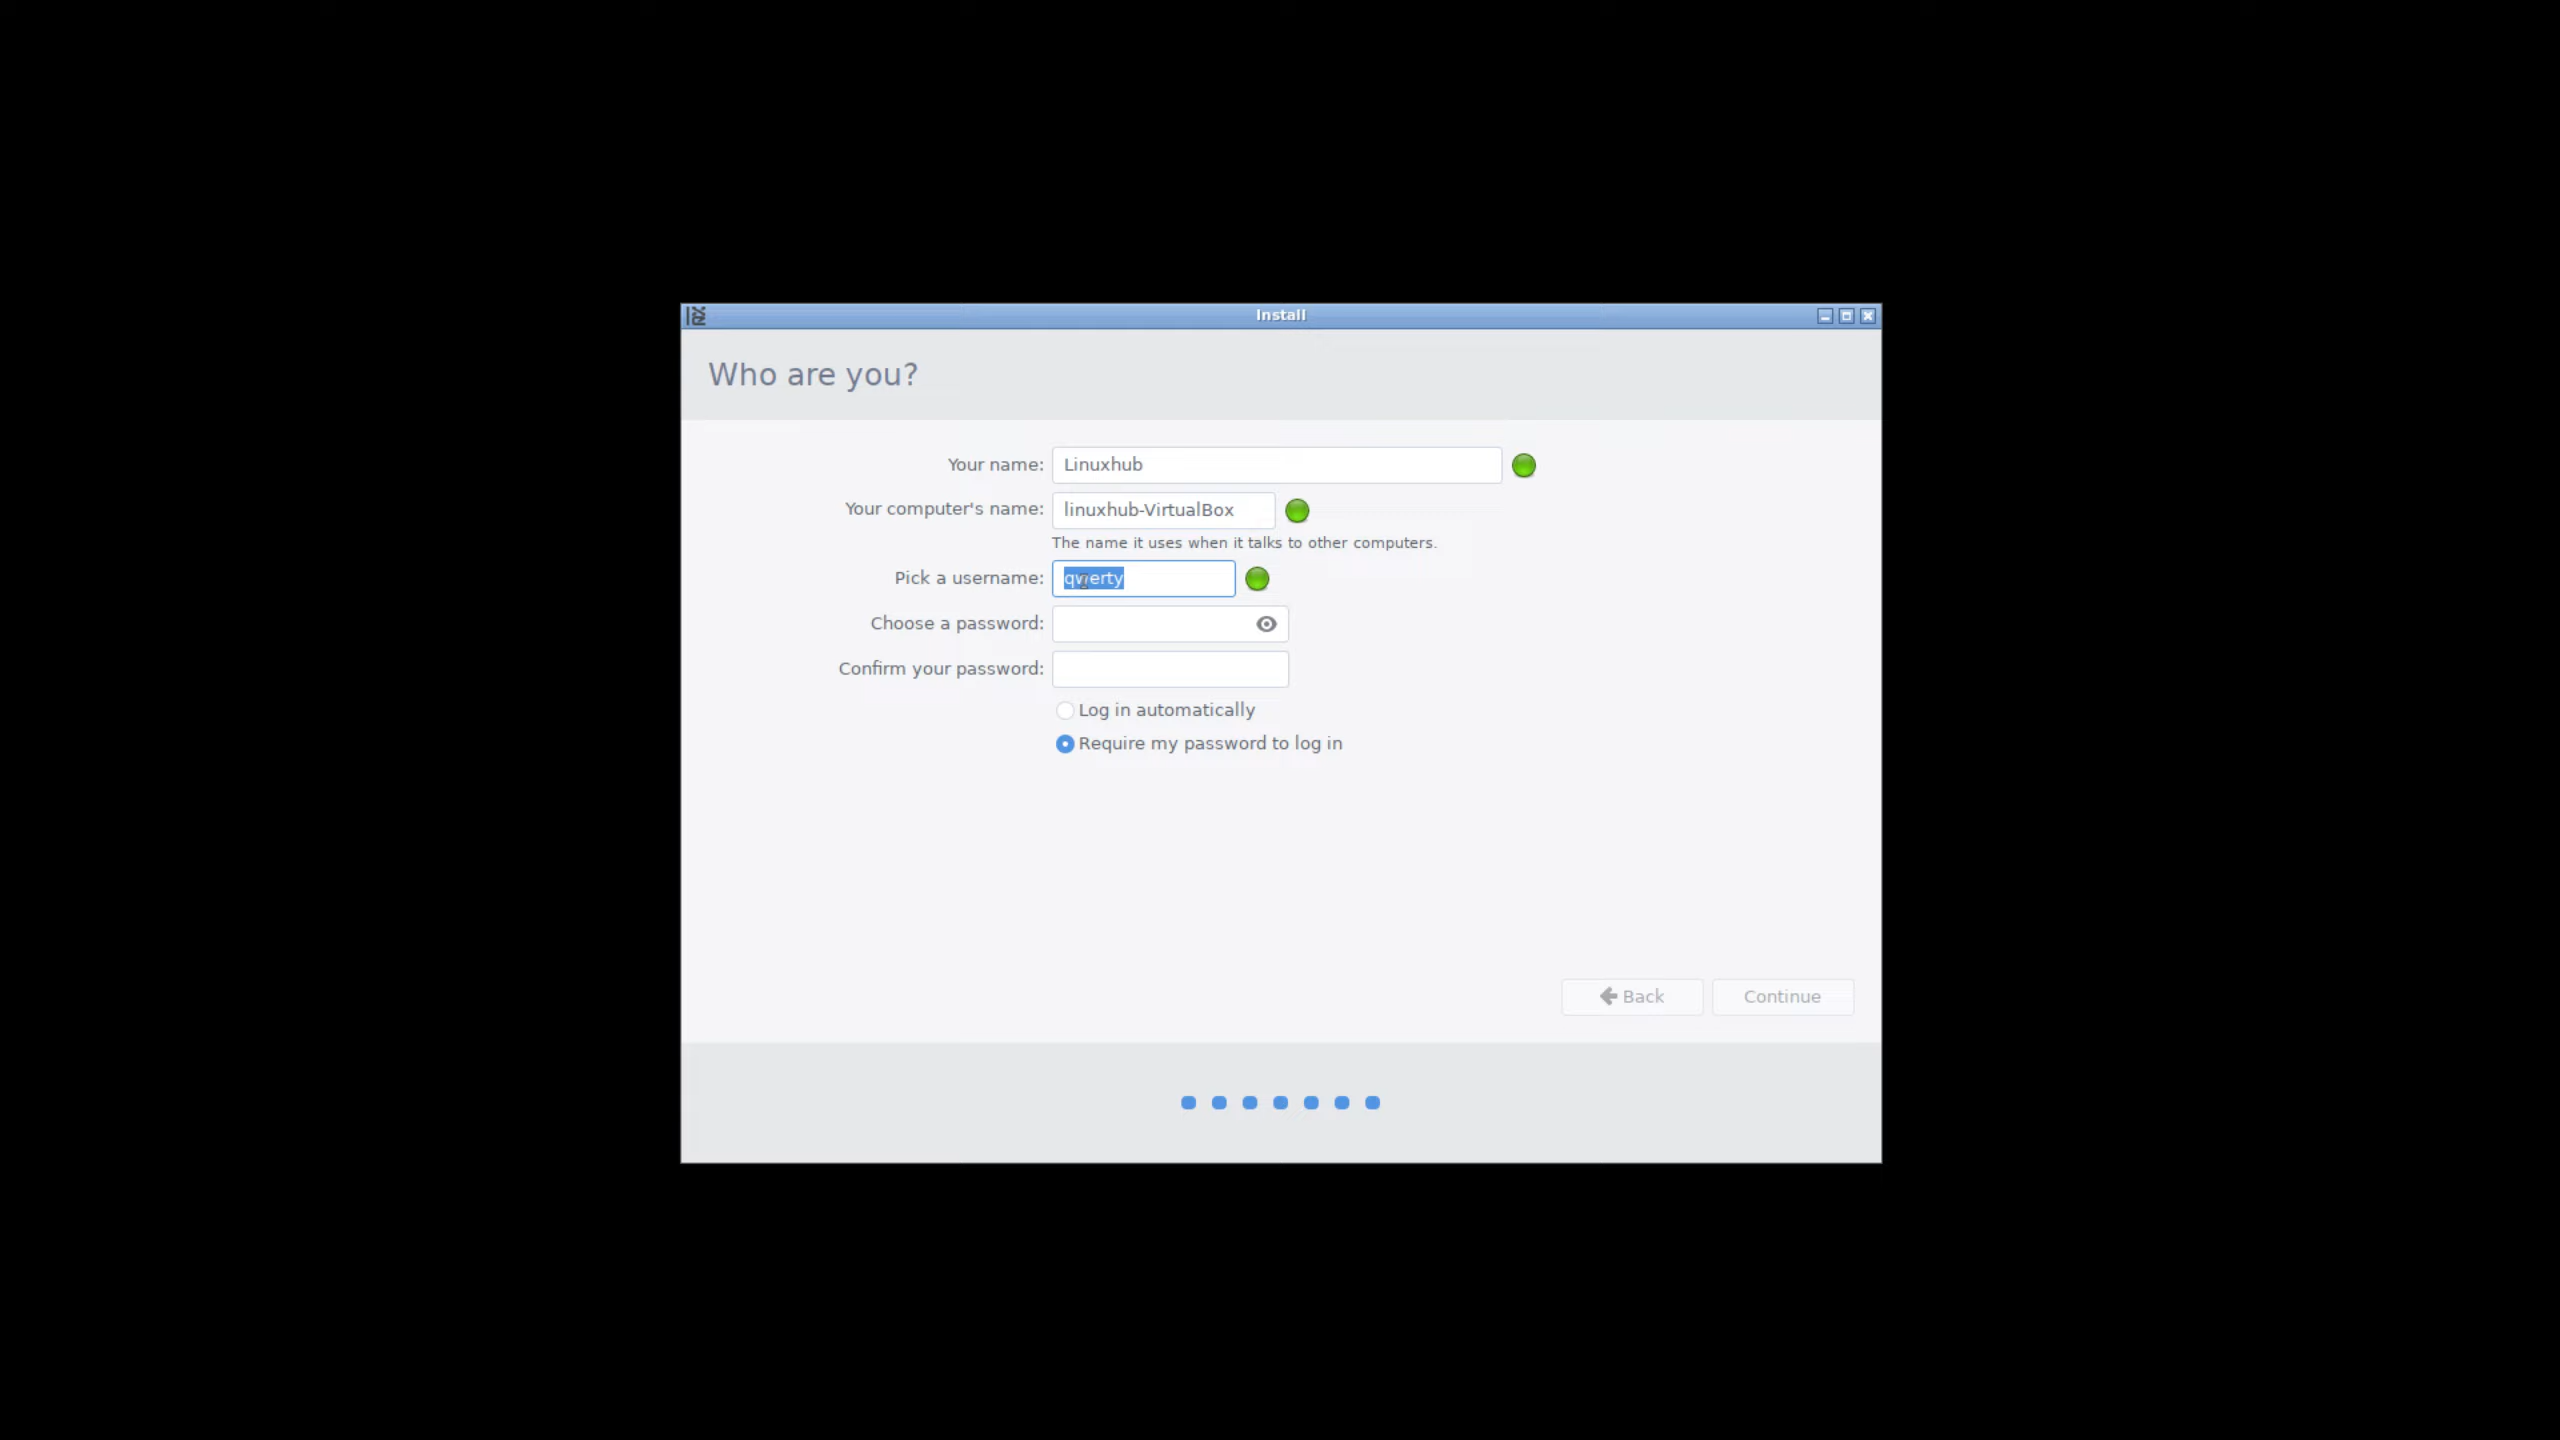 Install
Who are you?
Your name: Linuxhub
Your computer's name: linuxhub-VirtualBox
The name it uses when it talks to other computers.
Pick a username: qwerty
Choose a password:
Confirm your password:
Log in automatically
Require my password to log in
Back Continue